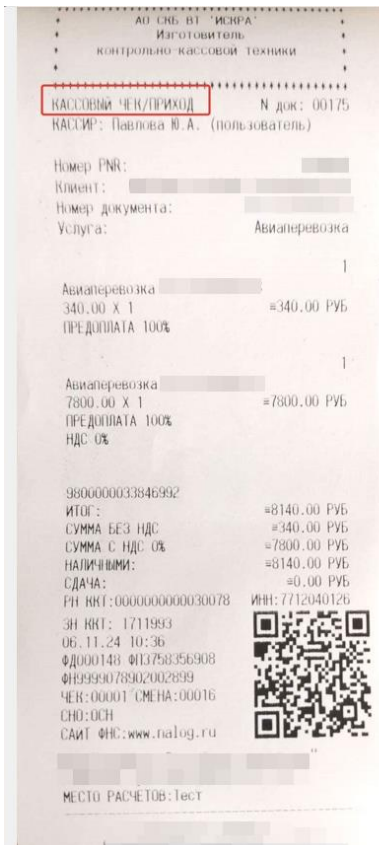 АО СКБ ВТ 'ИСКРА'
Изготовитель
контрольно-кассовой техники
КАССОВЫЙ ЧЕК/ПРИХОД N док: 00175
КАССИР: Павлова Ю.А. (пользователь)
Номер PNR:
Клиент:
Номер документа:
Услуга: Авиаперевозка
1
Авиаперевозка
340.00 X 1 =340.00 РУБ
ПРЕДОПЛАТА 100%
1
Авиаперевозка
7800.00 X 1 =7800.00 РУБ
ПРЕДОПЛАТА 100%
НДС 0%
9800000033846992
ИТОГ: =8140.00 РУБ
СУММА БЕЗ НДС =340.00 РУБ
СУММА С НДС 0% =7800.00 РУБ
НАЛИЧНЫМИ: =8140.00 РУБ
СДАЧА: =0.00 РУБ
РН ККТ:0000000000030078 ИНН:7712040126
ЗН ККТ: 1711993
06.11.24 10:36
ФД000148 ФП3758356908
ФН9999078902002899
ЧЕК:00001 СМЕНА:00016
СНО:ОСН
САЙТ ФНС:www.nalog.ru
МЕСТО РАСЧЕТОВ:Тест